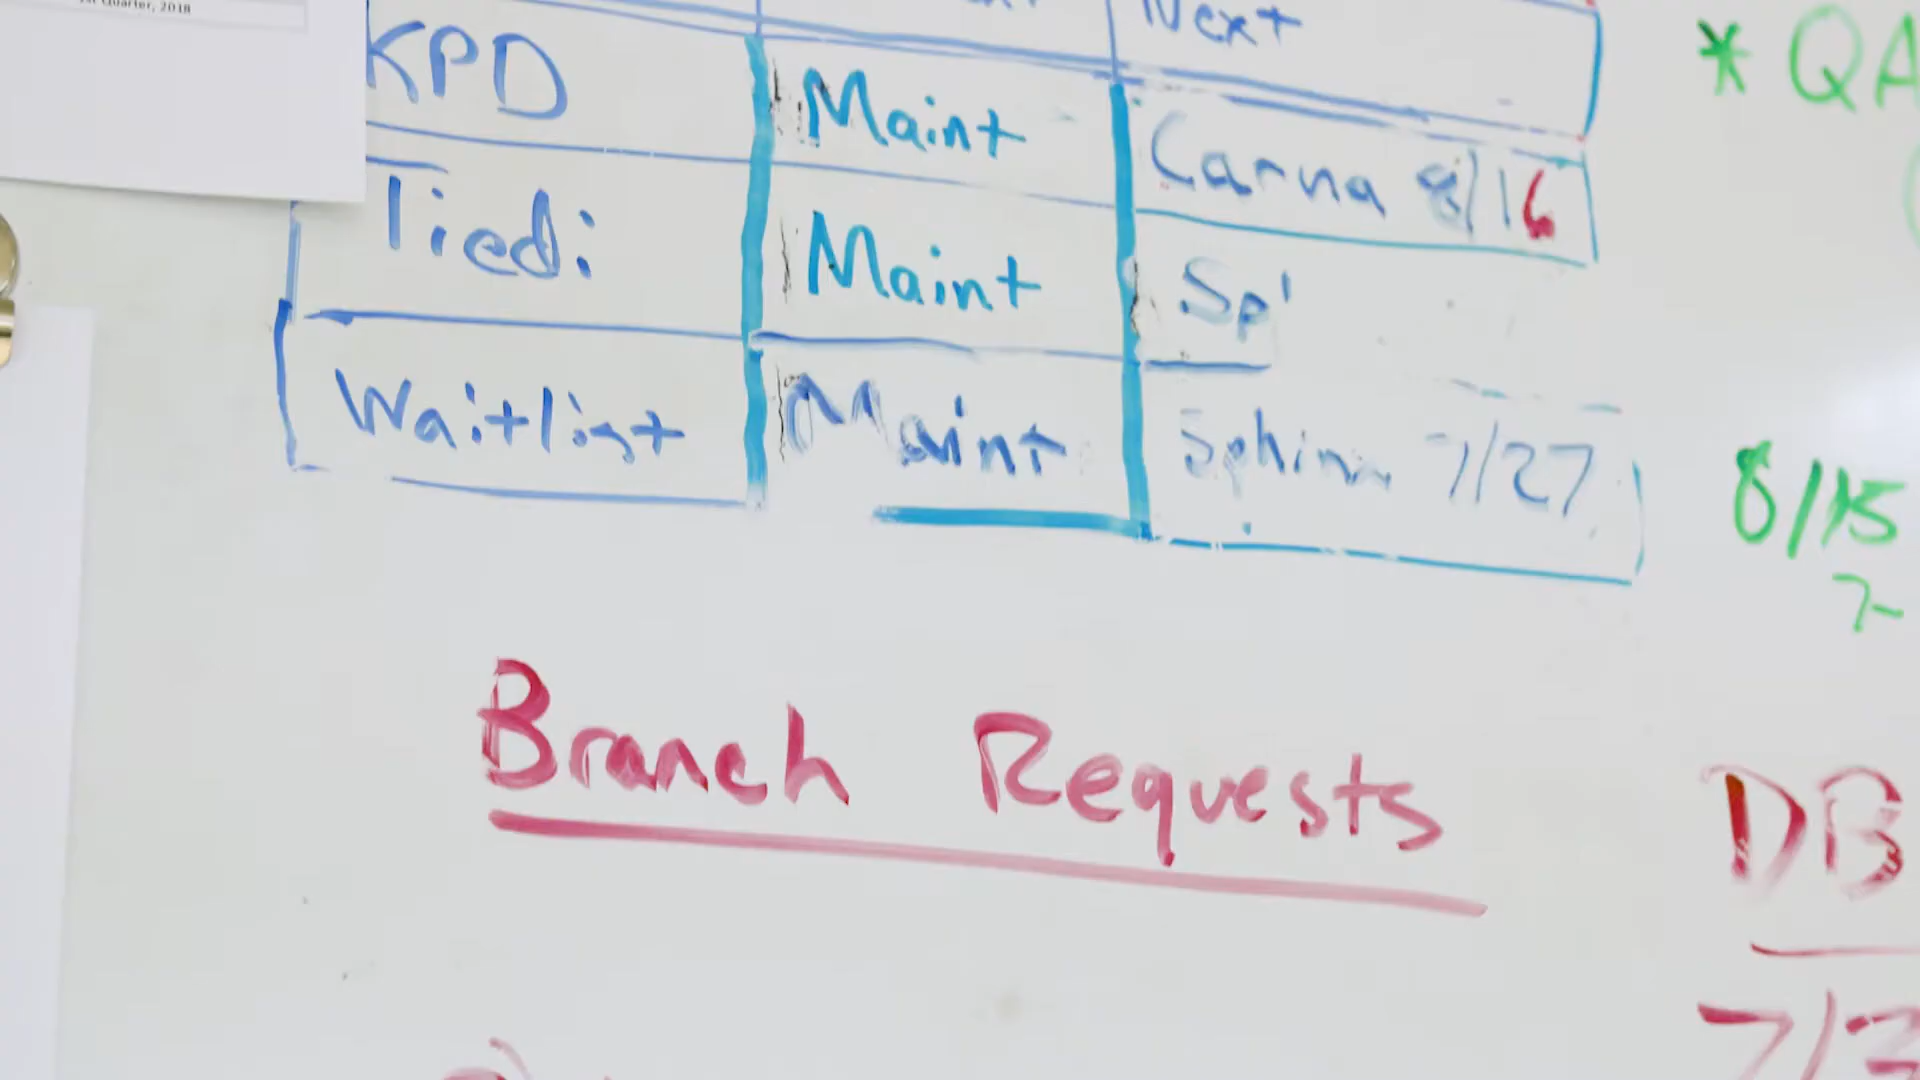 1st Quarter, 2018
Next
KPD Maint Carna 8/16
Tiedi Maint Sp
Waitlist Maint Sphinx 7/27
* QA
8/15
Branch Requests
DB